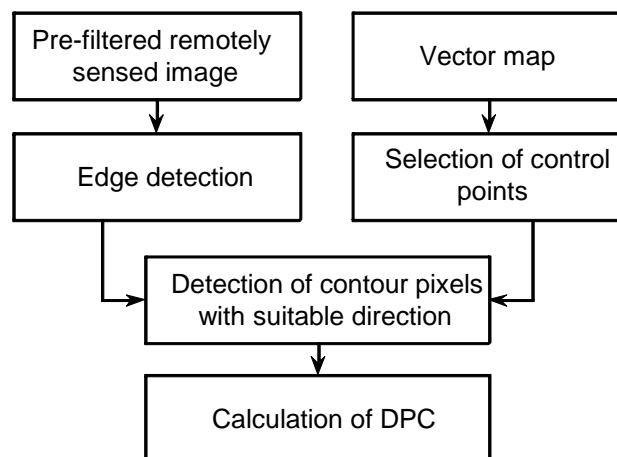 Pre-filtered remotely
sensed image
Vector map
Edge detection
Selection of control
points
Detection of contour pixels
with suitable direction
Calculation of DPC